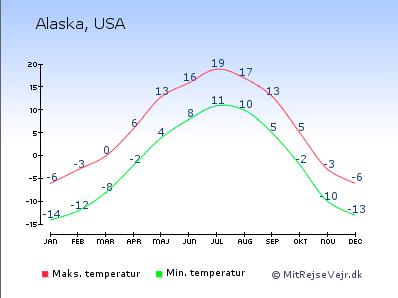 Alaska, USA
20
15
10
5
0
-5
-10
-15
-6 -3 0 6 13 16 19 17 13 5 -3 -6
-14 -12 -8 -2 4 8 11 10 5 -2 -10 -13
JAN FEB MAR APR MAJ JUN JUL AUG SEP OKT NOV DEC
Maks. temperatur Min. temperatur © MitRejseVejr.dk